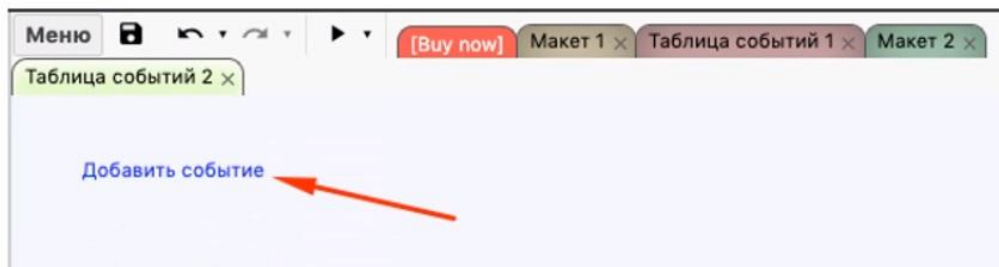 Меню [Buy now] Макет 1 × Таблица событий 1 × Макет 2 ×
Таблица событий 2 ×
Добавить событие